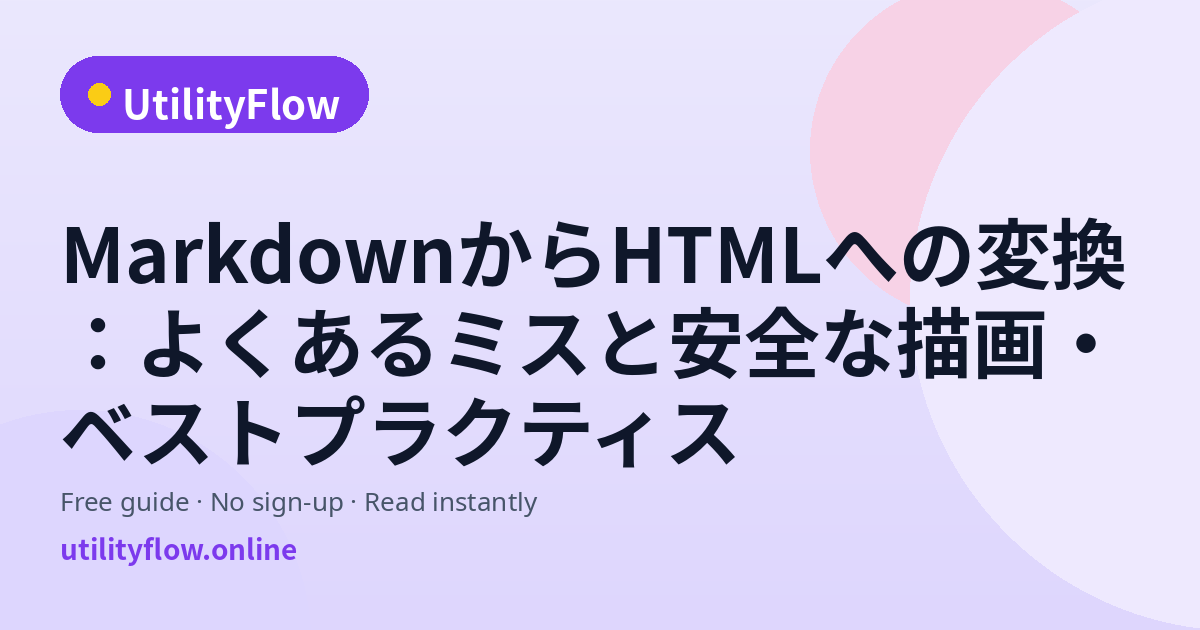 UtilityFlow
MarkdownからHTMLへの変換
：よくあるミスと安全な描画・
ベストプラクティス
Free guide · No sign-up · Read instantly
utilityflow.online